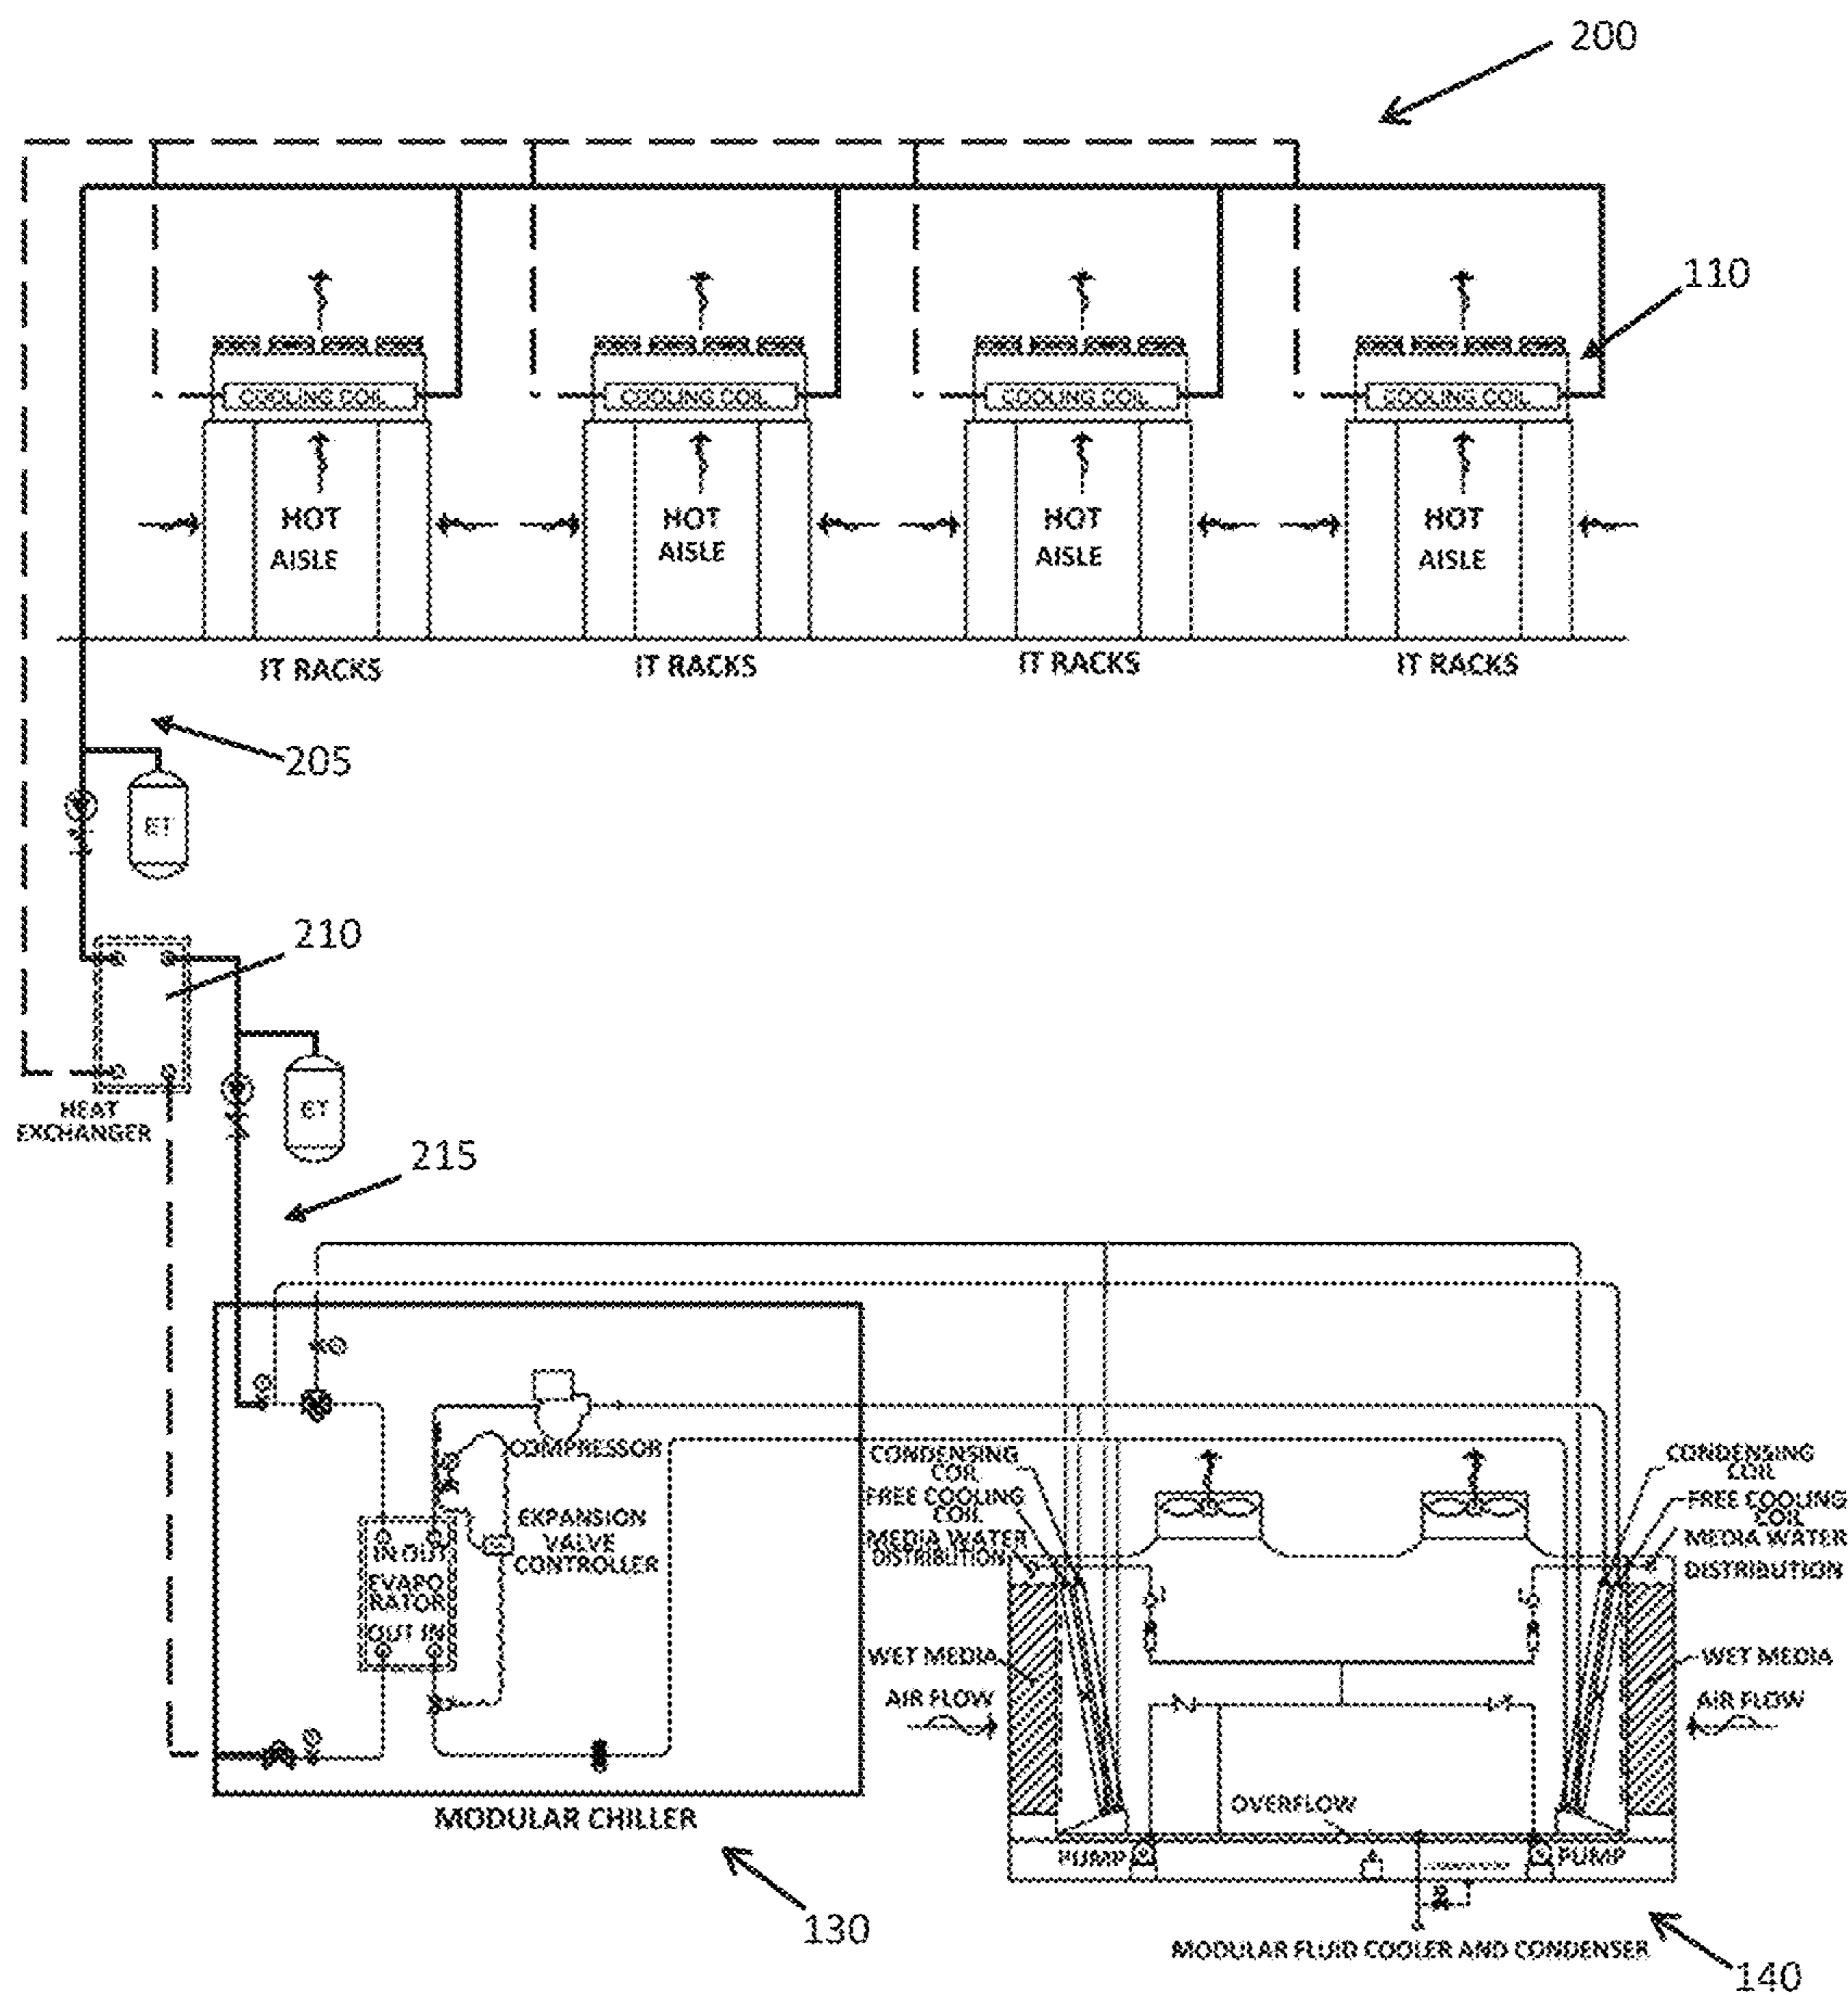 200
110
COOLING COIL
COOLING COIL
COOLING COIL
COOLING COIL
HOT
AISLE
HOT
AISLE
HOT
AISLE
HOT
AISLE
IT RACKS
IT RACKS
IT RACKS
IT RACKS
205
ET
210
HEAT
EXCHANGER
ET
215
COMPRESSOR
EXPANSION
VALVE
CONTROLLER
IN OUT
EVAPO
RATOR
OUT IN
MODULAR CHILLER
130
CONDENSING
COIL
FREE COOLING
COIL
MEDIA WATER
DISTRIBUTION
WET MEDIA
AIR FLOW
CONDENSING
COIL
FREE COOLING
COIL
MEDIA WATER
DISTRIBUTION
WET MEDIA
AIR FLOW
OVERFLOW
PUMP
PUMP
MODULAR FLUID COOLER AND CONDENSER
140